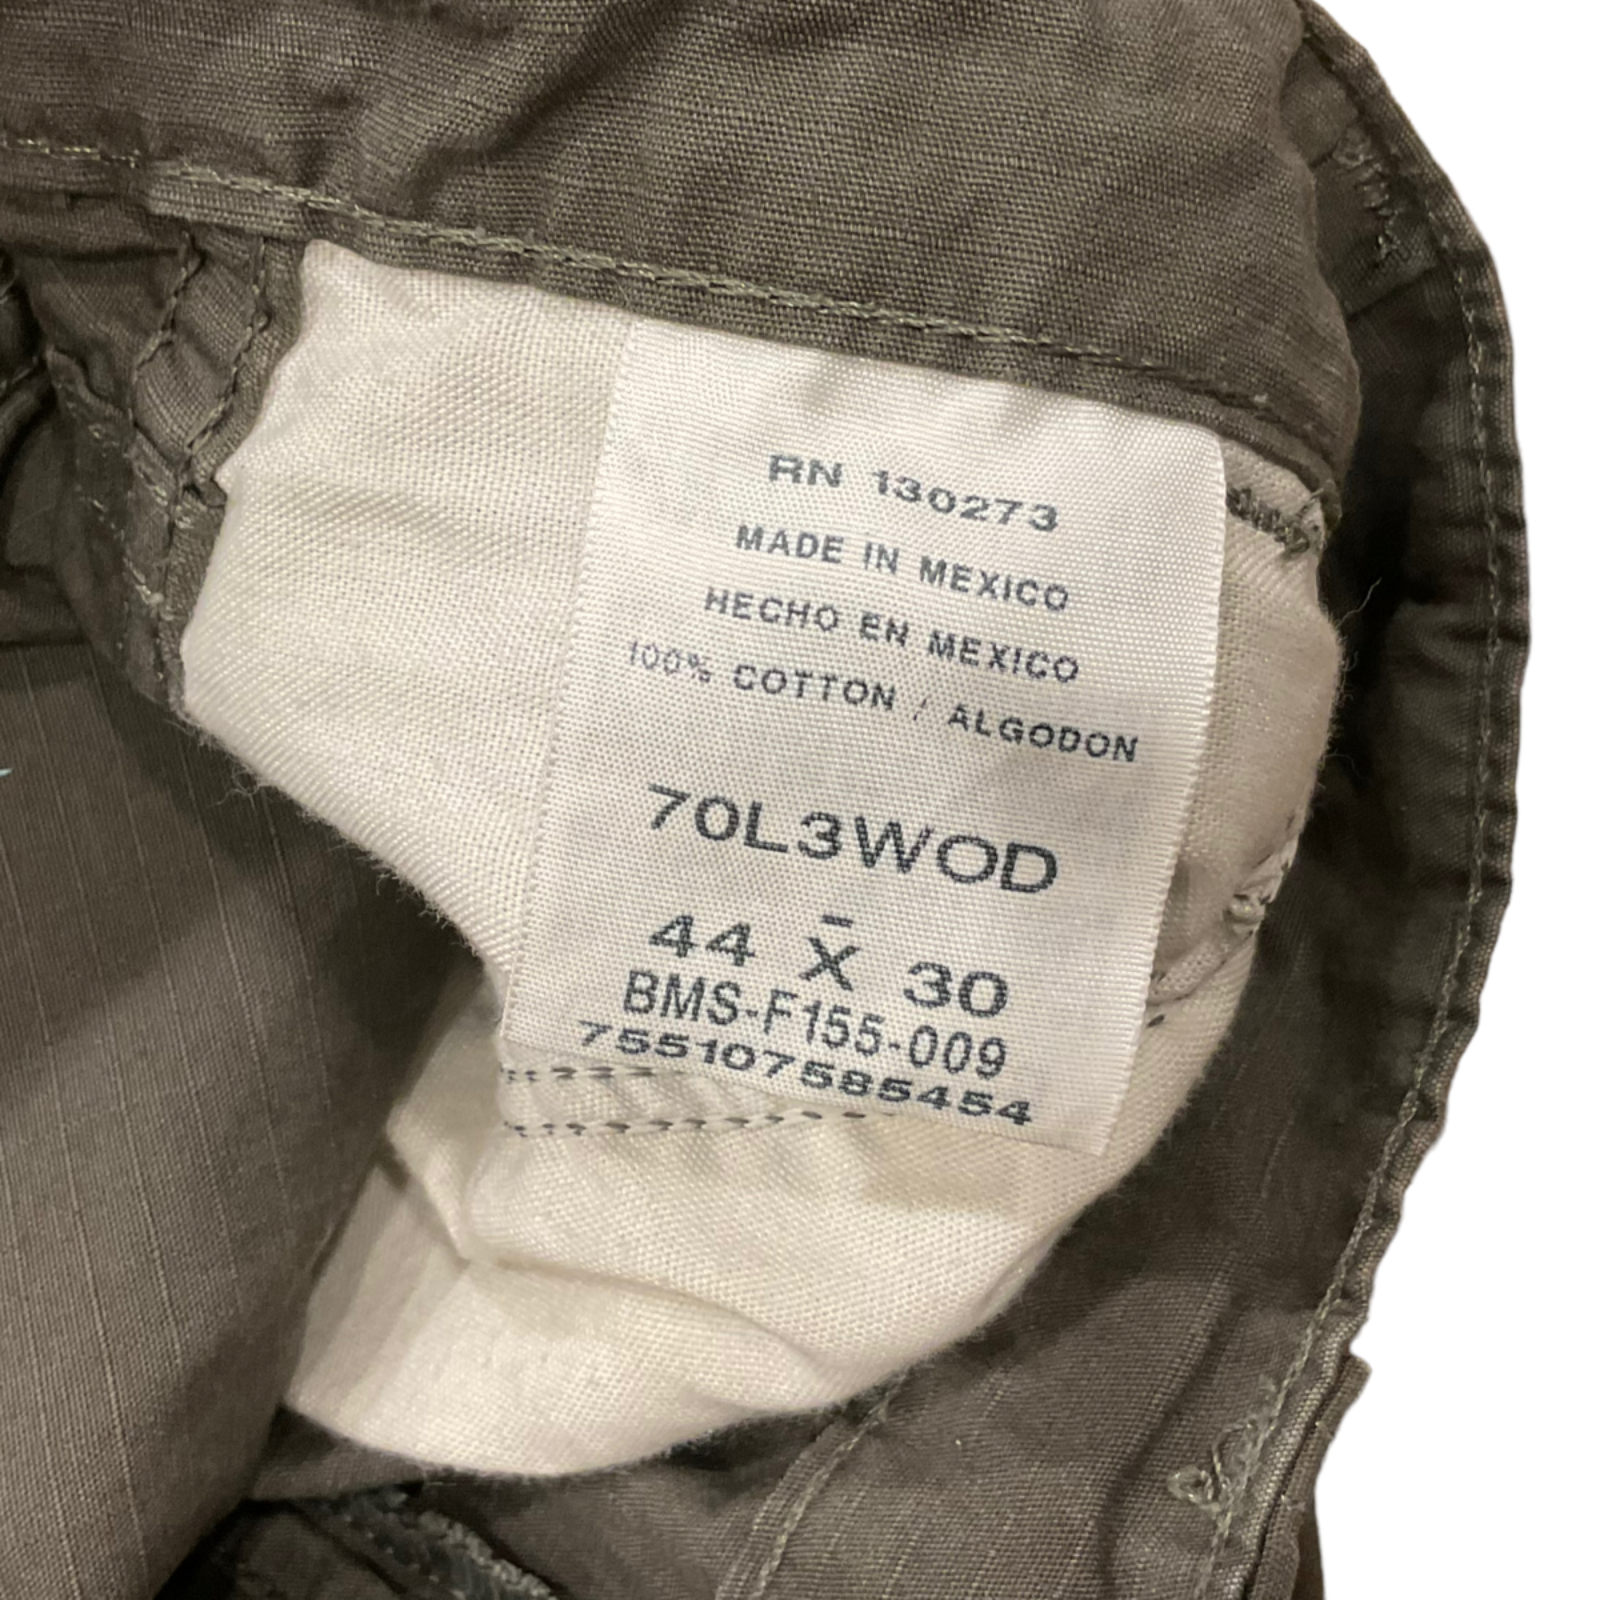 RN 130273
MADE IN MEXICO
HECHO EN MEXICO
100% COTTON / ALGODON
70L3WOD
44 X̄ 30
BMS-F155-009
755107585454